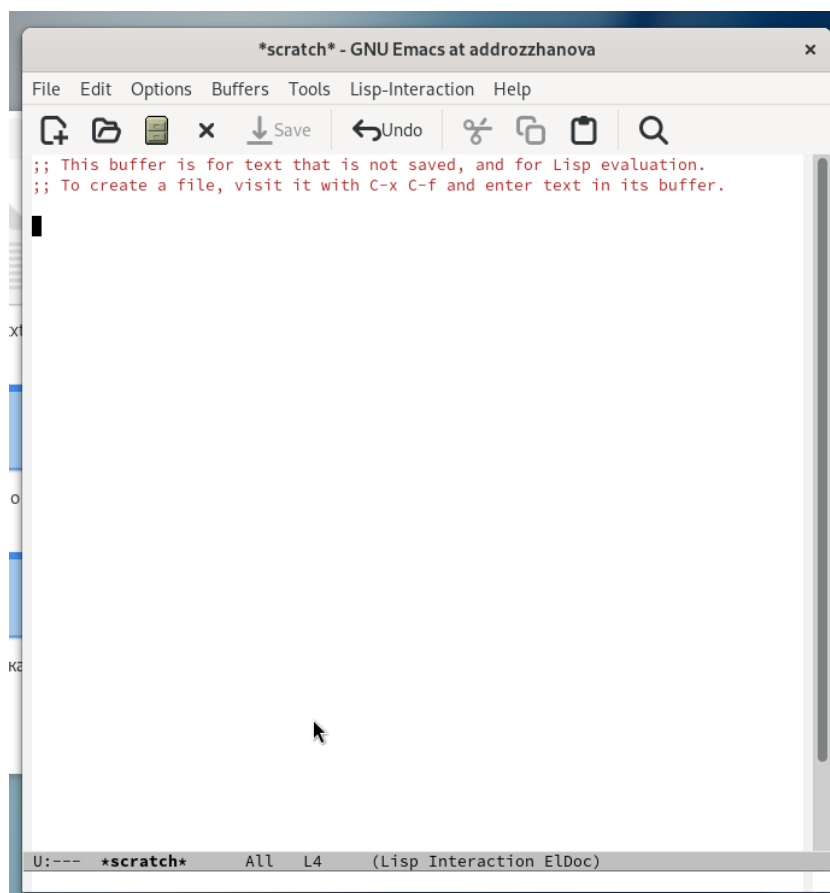 *scratch* - GNU Emacs at addrozzhanova
File Edit Options Buffers Tools Lisp-Interaction Help
Save Undo
;; This buffer is for text that is not saved, and for Lisp evaluation.
;; To create a file, visit it with C-x C-f and enter text in its buffer.
xt
о
ка
U:--- *scratch* All L4 (Lisp Interaction ElDoc)